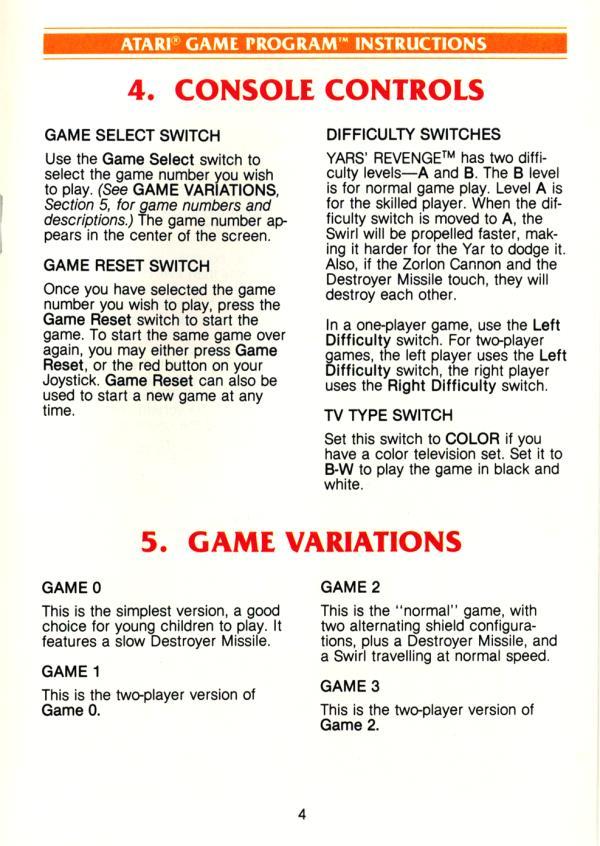 ATARI® GAME PROGRAM™ INSTRUCTIONS
4. CONSOLE CONTROLS
GAME SELECT SWITCH
Use the Game Select switch to
select the game number you wish
to play. (See GAME VARIATIONS,
Section 5, for game numbers and
descriptions.) The game number ap-
pears in the center of the screen.
GAME RESET SWITCH
Once you have selected the game
number you wish to play, press the
Game Reset switch to start the
game. To start the same game over
again, you may either press Game
Reset, or the red button on your
Joystick. Game Reset can also be
used to start a new game at any
time.
DIFFICULTY SWITCHES
YARS' REVENGE™ has two diffi-
culty levels—A and B. The B level
is for normal game play. Level A is
for the skilled player. When the dif-
ficulty switch is moved to A, the
Swirl will be propelled faster, mak-
ing it harder for the Yar to dodge it.
Also, if the Zorlon Cannon and the
Destroyer Missile touch, they will
destroy each other.
In a one-player game, use the Left
Difficulty switch. For two-player
games, the left player uses the Left
Difficulty switch, the right player
uses the Right Difficulty switch.
TV TYPE SWITCH
Set this switch to COLOR if you
have a color television set. Set it to
B-W to play the game in black and
white.
5. GAME VARIATIONS
GAME 0
This is the simplest version, a good
choice for young children to play. It
features a slow Destroyer Missile.
GAME 1
This is the two-player version of
Game 0.
GAME 2
This is the "normal" game, with
two alternating shield configura-
tions, plus a Destroyer Missile, and
a Swirl travelling at normal speed.
GAME 3
This is the two-player version of
Game 2.
4